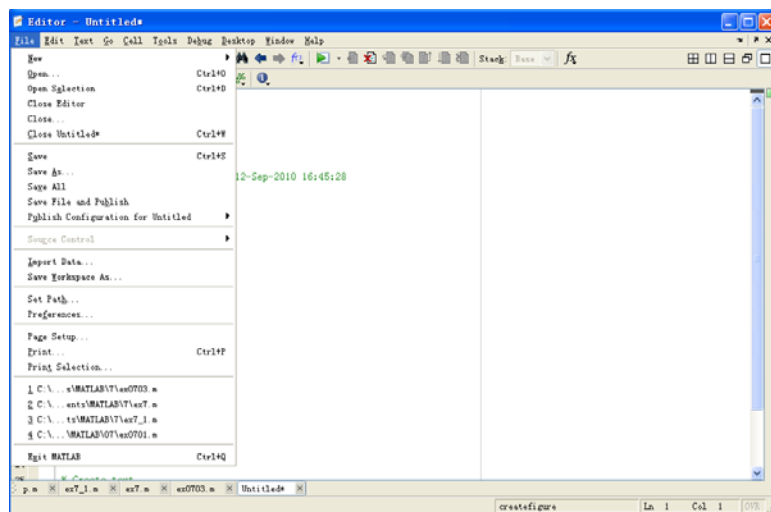 Editor - Untitled*
File Edit Text Go Cell Tools Debug Desktop Window Help
New
Stack: Base fx
Open... Ctrl+O
Open Selection Ctrl+D
Close Editor
Close...
Close Untitled* Ctrl+W
Save Ctrl+S
Save As...
12-Sep-2010 16:45:28
Save All
Save File and Publish
Publish Configuration for Untitled
Source Control
Import Data...
Save Workspace As...
Set Path...
Preferences...
Page Setup...
Print... Ctrl+P
Print Selection...
1 C:\...s\MATLAB\7\ex0703.m
2 C:\...ents\MATLAB\7\ex7.m
3 C:\...ts\MATLAB\7\ex7_1.m
4 C:\...\MATLAB\07\ex0701.m
Exit MATLAB Ctrl+Q
% Create text
p.m ex7_1.m ex7.m ex0703.m Untitled*
createfigure Ln 1 Col 1 OVR